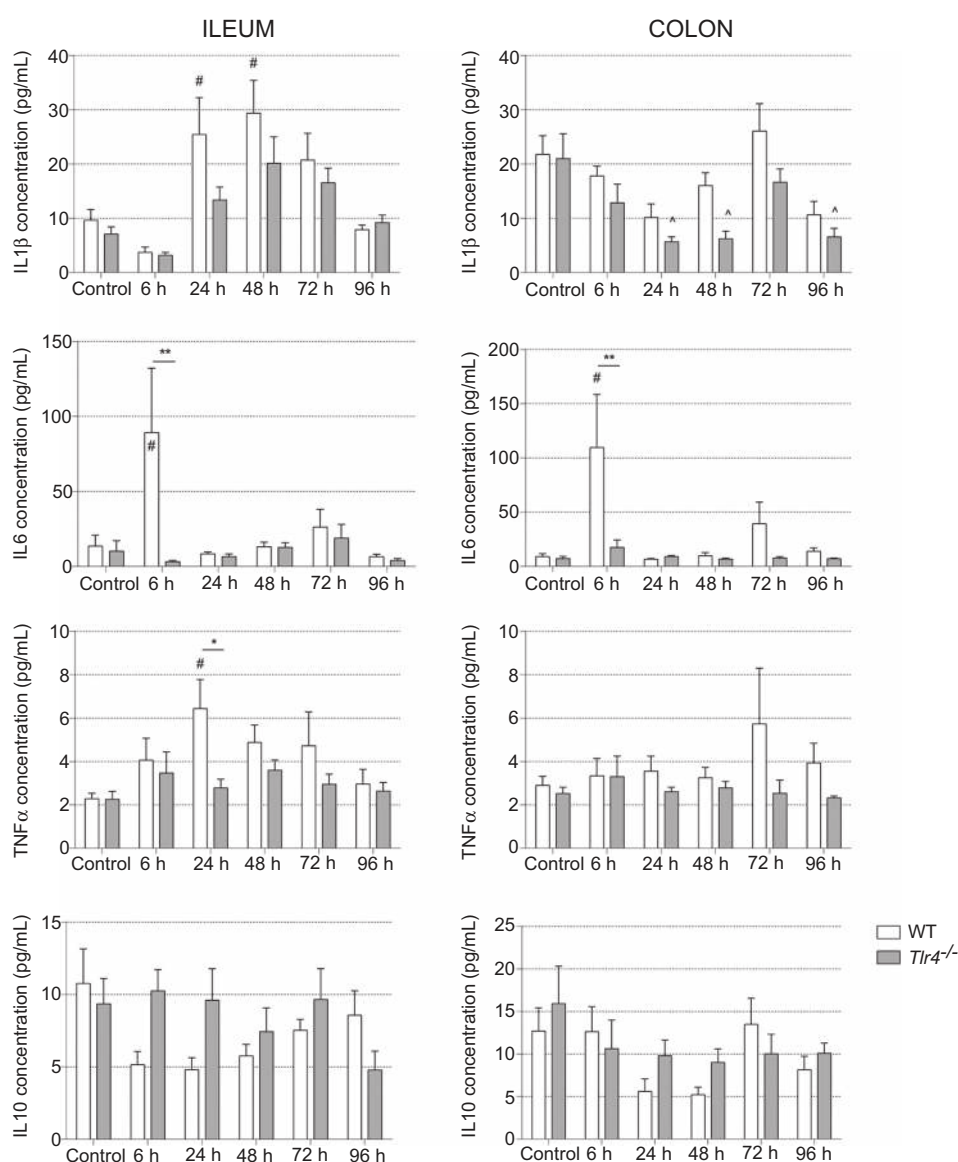 ILEUM
COLON
IL1β concentration (pg/mL)
40
30
20
10
0
#
#
Control 6 h 24 h 48 h 72 h 96 h
IL1β concentration (pg/mL)
40
30
20
10
0
^
^
^
Control 6 h 24 h 48 h 72 h 96 h
IL6 concentration (pg/mL)
150
100
50
0
**
#
Control 6 h 24 h 48 h 72 h 96 h
IL6 concentration (pg/mL)
200
150
100
50
0
**
#
Control 6 h 24 h 48 h 72 h 96 h
TNFα concentration (pg/mL)
10
8
6
4
2
0
*
#
Control 6 h 24 h 48 h 72 h 96 h
TNFα concentration (pg/mL)
10
8
6
4
2
0
Control 6 h 24 h 48 h 72 h 96 h
IL10 concentration (pg/mL)
15
10
5
0
Control 6 h 24 h 48 h 72 h 96 h
IL10 concentration (pg/mL)
25
20
15
10
5
0
Control 6 h 24 h 48 h 72 h 96 h
WT
Tlr4-/-